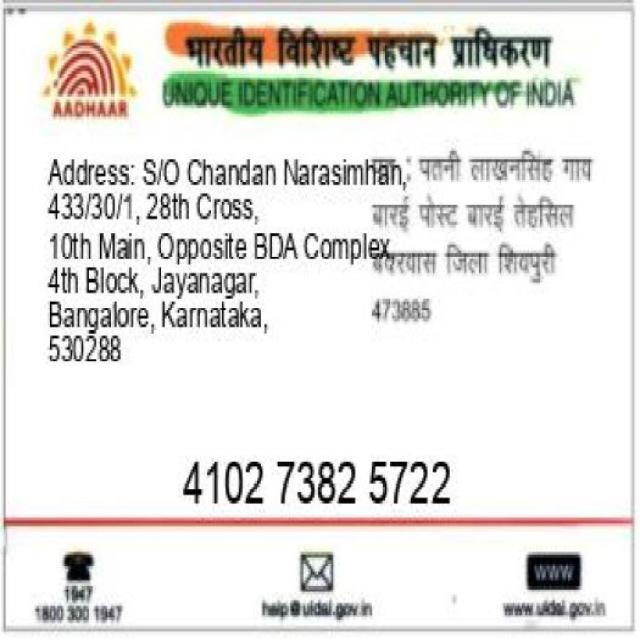 भारतीय विशिष्ट पहचान प्राधिकरण
AADHAAR
UNIQUE IDENTIFICATION AUTHORITY OF INDIA
Address: S/O Chandan Narasimhan,
433/30/1, 28th Cross,
10th Main, Opposite BDA Complex,
4th Block, Jayanagar,
Bangalore, Karnataka,
530288
: पतनी लाखनसिंह गाव
बारई पोस्ट बारई तेहसिल
जिला शिवपुरी
473885
4102 7382 5722
1947
1800 300 1947
help@uidai.gov.in
www
www.uidai.gov.in